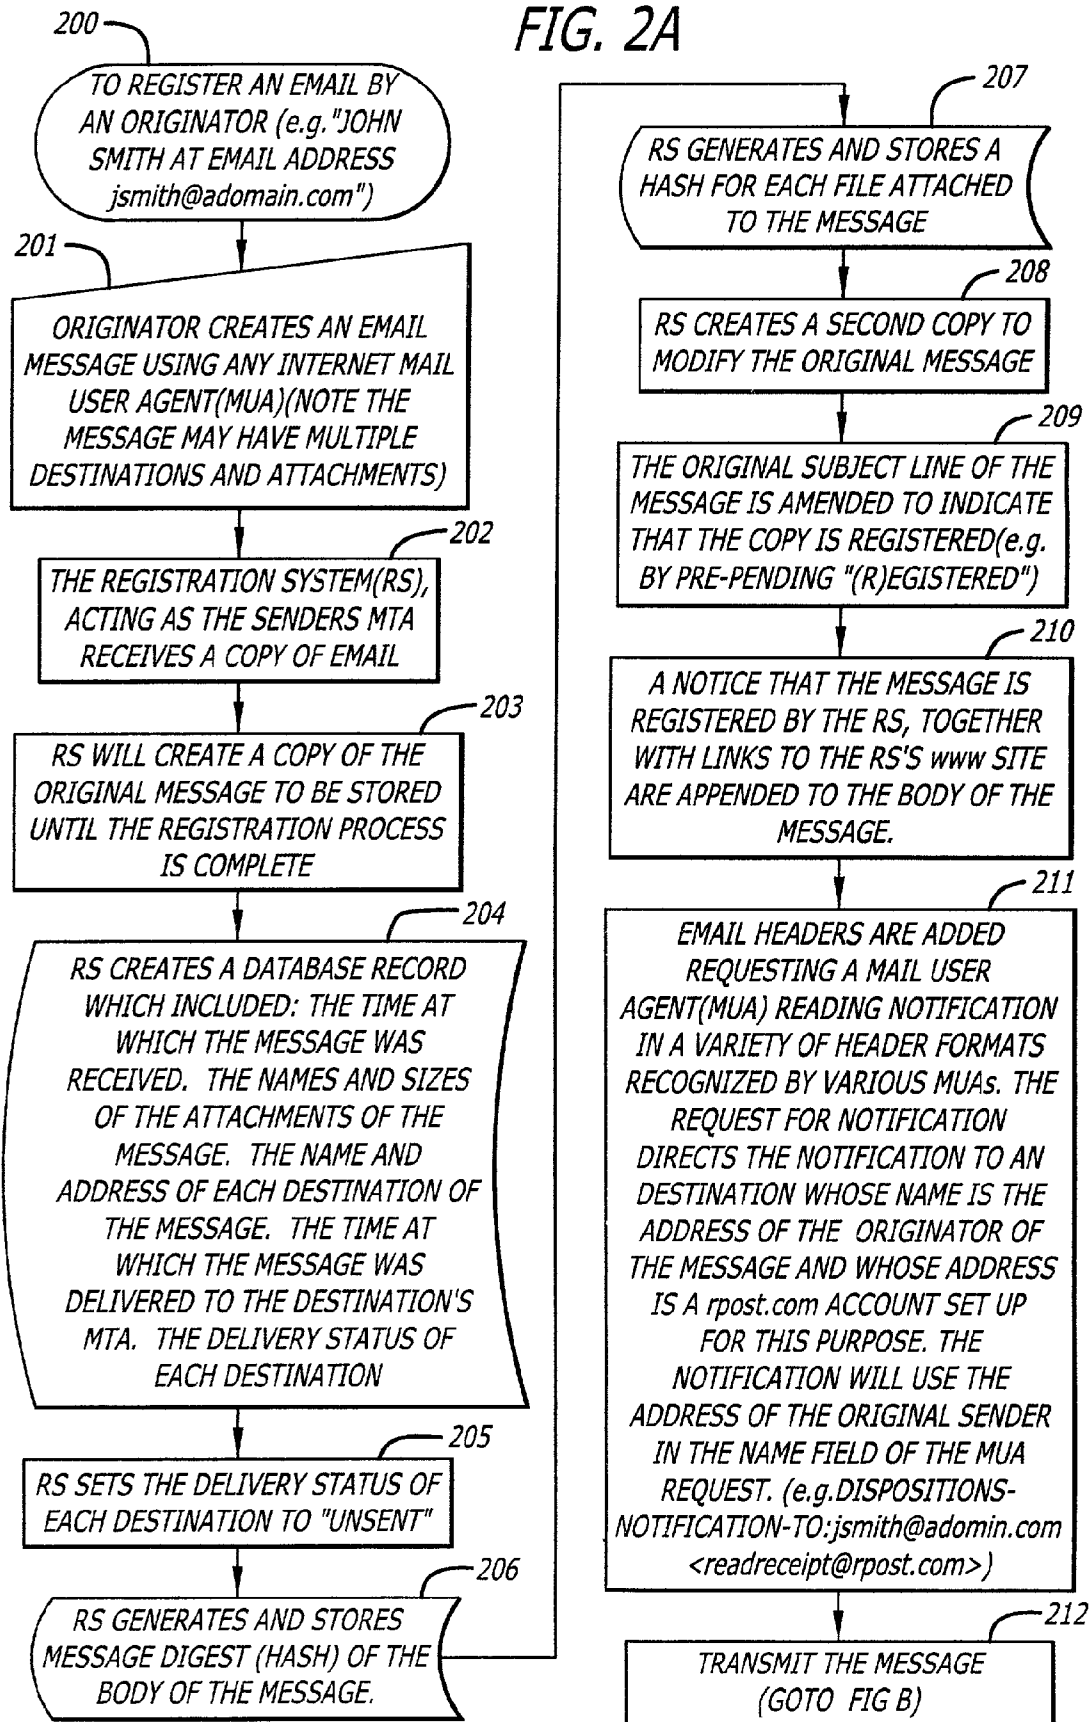 FIG. 2A
200
TO REGISTER AN EMAIL BY
AN ORIGINATOR (e.g."JOHN
SMITH AT EMAIL ADDRESS
jsmith@adomain.com")
201
ORIGINATOR CREATES AN EMAIL
MESSAGE USING ANY INTERNET MAIL
USER AGENT(MUA)(NOTE THE
MESSAGE MAY HAVE MULTIPLE
DESTINATIONS AND ATTACHMENTS)
202
THE REGISTRATION SYSTEM(RS),
ACTING AS THE SENDERS MTA
RECEIVES A COPY OF EMAIL
203
RS WILL CREATE A COPY OF THE
ORIGINAL MESSAGE TO BE STORED
UNTIL THE REGISTRATION PROCESS
IS COMPLETE
204
RS CREATES A DATABASE RECORD
WHICH INCLUDED: THE TIME AT
WHICH THE MESSAGE WAS
RECEIVED. THE NAMES AND SIZES
OF THE ATTACHMENTS OF THE
MESSAGE. THE NAME AND
ADDRESS OF EACH DESTINATION OF
THE MESSAGE. THE TIME AT
WHICH THE MESSAGE WAS
DELIVERED TO THE DESTINATION'S
MTA. THE DELIVERY STATUS OF
EACH DESTINATION
205
RS SETS THE DELIVERY STATUS OF
EACH DESTINATION TO "UNSENT"
206
RS GENERATES AND STORES
MESSAGE DIGEST (HASH) OF THE
BODY OF THE MESSAGE.
207
RS GENERATES AND STORES A
HASH FOR EACH FILE ATTACHED
TO THE MESSAGE
208
RS CREATES A SECOND COPY TO
MODIFY THE ORIGINAL MESSAGE
209
THE ORIGINAL SUBJECT LINE OF THE
MESSAGE IS AMENDED TO INDICATE
THAT THE COPY IS REGISTERED(e.g.
BY PRE-PENDING "(R)EGISTERED")
210
A NOTICE THAT THE MESSAGE IS
REGISTERED BY THE RS, TOGETHER
WITH LINKS TO THE RS'S www SITE
ARE APPENDED TO THE BODY OF THE
MESSAGE.
211
EMAIL HEADERS ARE ADDED
REQUESTING A MAIL USER
AGENT(MUA) READING NOTIFICATION
IN A VARIETY OF HEADER FORMATS
RECOGNIZED BY VARIOUS MUAs. THE
REQUEST FOR NOTIFICATION
DIRECTS THE NOTIFICATION TO AN
DESTINATION WHOSE NAME IS THE
ADDRESS OF THE ORIGINATOR OF
THE MESSAGE AND WHOSE ADDRESS
IS A rpost.com ACCOUNT SET UP
FOR THIS PURPOSE. THE
NOTIFICATION WILL USE THE
ADDRESS OF THE ORIGINAL SENDER
IN THE NAME FIELD OF THE MUA
REQUEST. (e.g.DISPOSITIONS-
NOTIFICATION-TO:jsmith@adomin.com
<readreceipt@rpost.com>)
212
TRANSMIT THE MESSAGE
(GOTO FIG B)